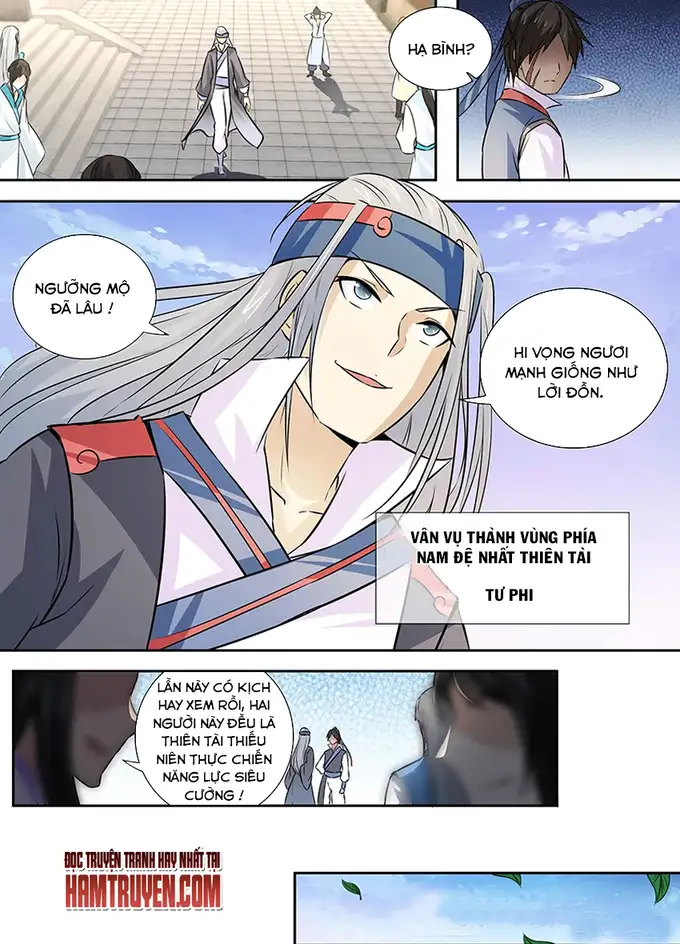 HẠ BÌNH?
NGƯỠNG MỘ
ĐÃ LÂU !
HI VỌNG NGƯƠI
MẠNH GIỐNG NHƯ
LỜI ĐỒN.
VÂN VỤ THÀNH VÙNG PHÍA
NAM ĐỆ NHẤT THIÊN TÀI
TƯ PHI
LẦN NÀY CÓ KỊCH
HAY XEM RỒI, HAI
NGƯỜI NÀY ĐỀU LÀ
THIÊN TÀI THIẾU
NIÊN THỰC CHIẾN
NĂNG LỰC SIÊU
CƯỜNG !
ĐỌC TRUYỆN TRANH HAY NHẤT TẠI
HAMTRUYEN.COM